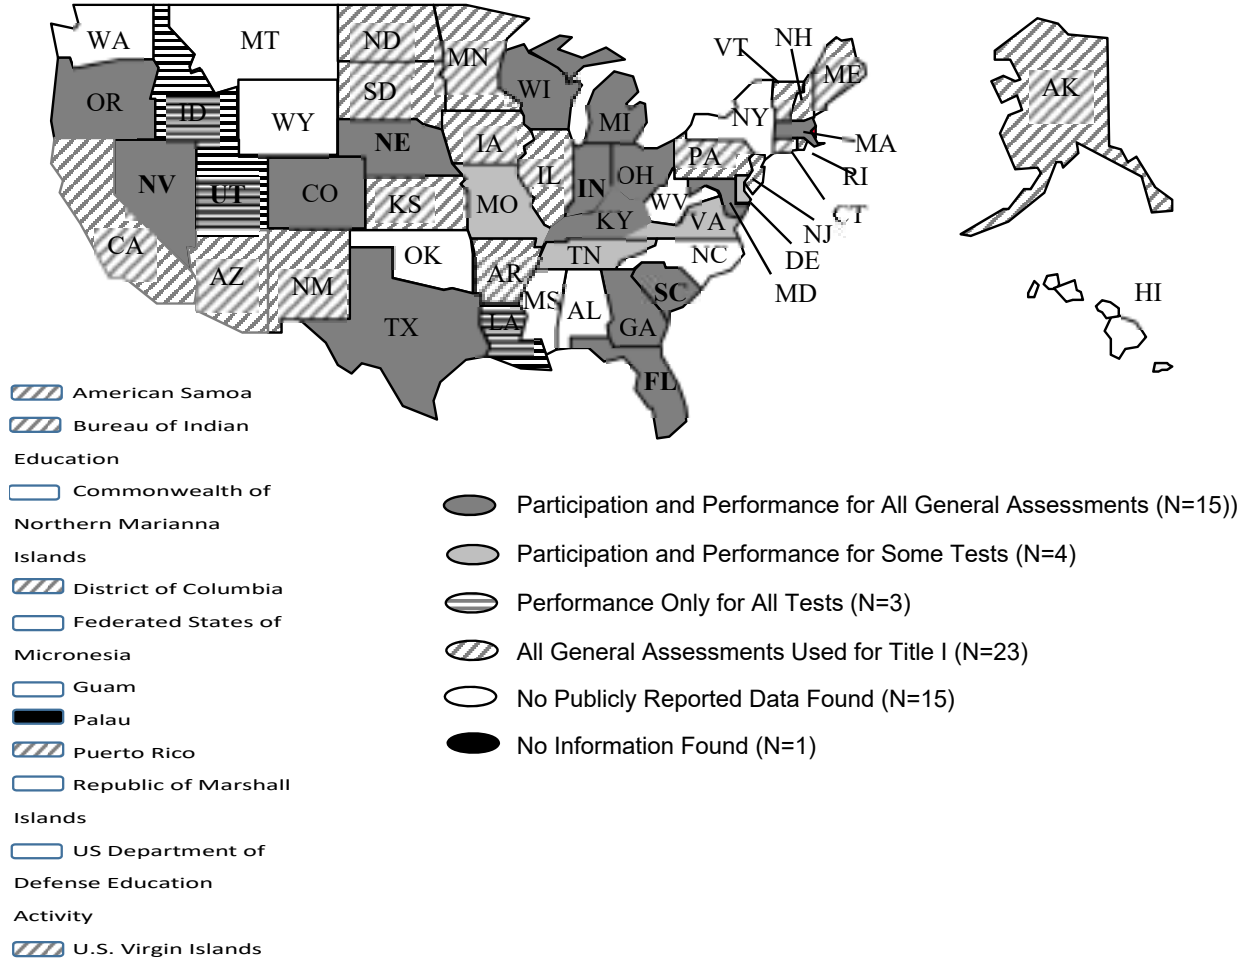 WA
MT
ND
MN
VT
NH
ME
OR
ID
SD
WI
MI
NY
AK
WY
NE
IA
PA
MA
NV
UT
CO
KS
MO
IL
IN
OH
WV
VA
KY
RI
CT
NJ
CA
AZ
NM
OK
AR
TN
NC
DE
MD
TX
LA
MS
AL
GA
SC
FL
HI
American Samoa
Bureau of Indian
Education
Commonwealth of
Northern Marianna
Islands
District of Columbia
Federated States of
Micronesia
Guam
Palau
Puerto Rico
Republic of Marshall
Islands
US Department of
Defense Education
Activity
U.S. Virgin Islands
Participation and Performance for All General Assessments (N=15))
Participation and Performance for Some Tests (N=4)
Performance Only for All Tests (N=3)
All General Assessments Used for Title I (N=23)
No Publicly Reported Data Found (N=15)
No Information Found (N=1)